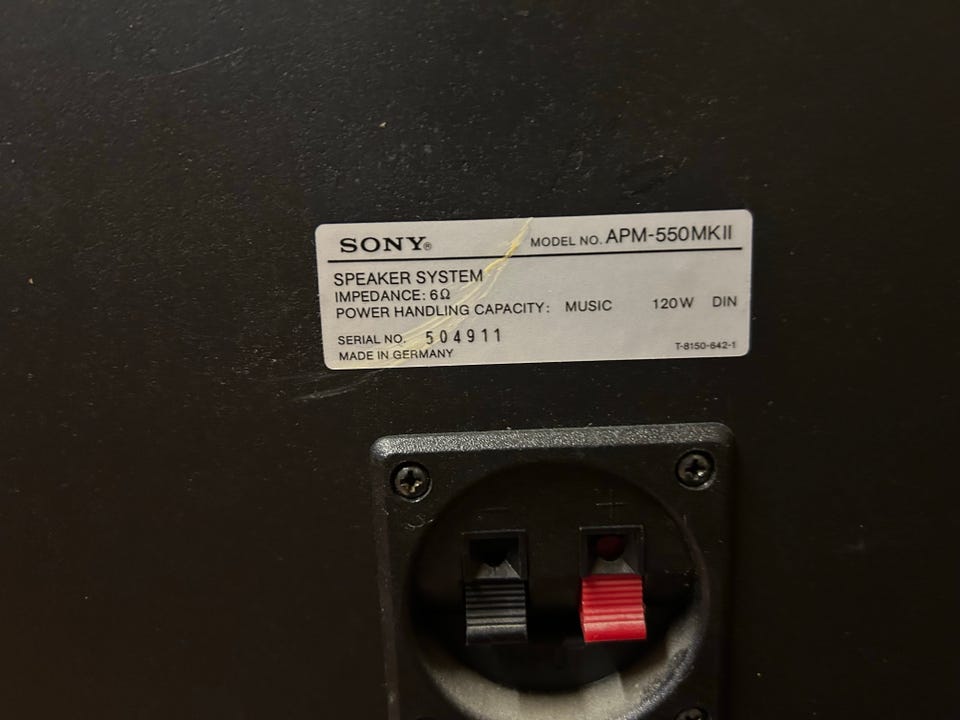 SONY® MODEL NO. APM-550MKII
SPEAKER SYSTEM
IMPEDANCE: 6Ω
POWER HANDLING CAPACITY: MUSIC 120W DIN
SERIAL NO. 504911
MADE IN GERMANY T-8150-642-1
− +